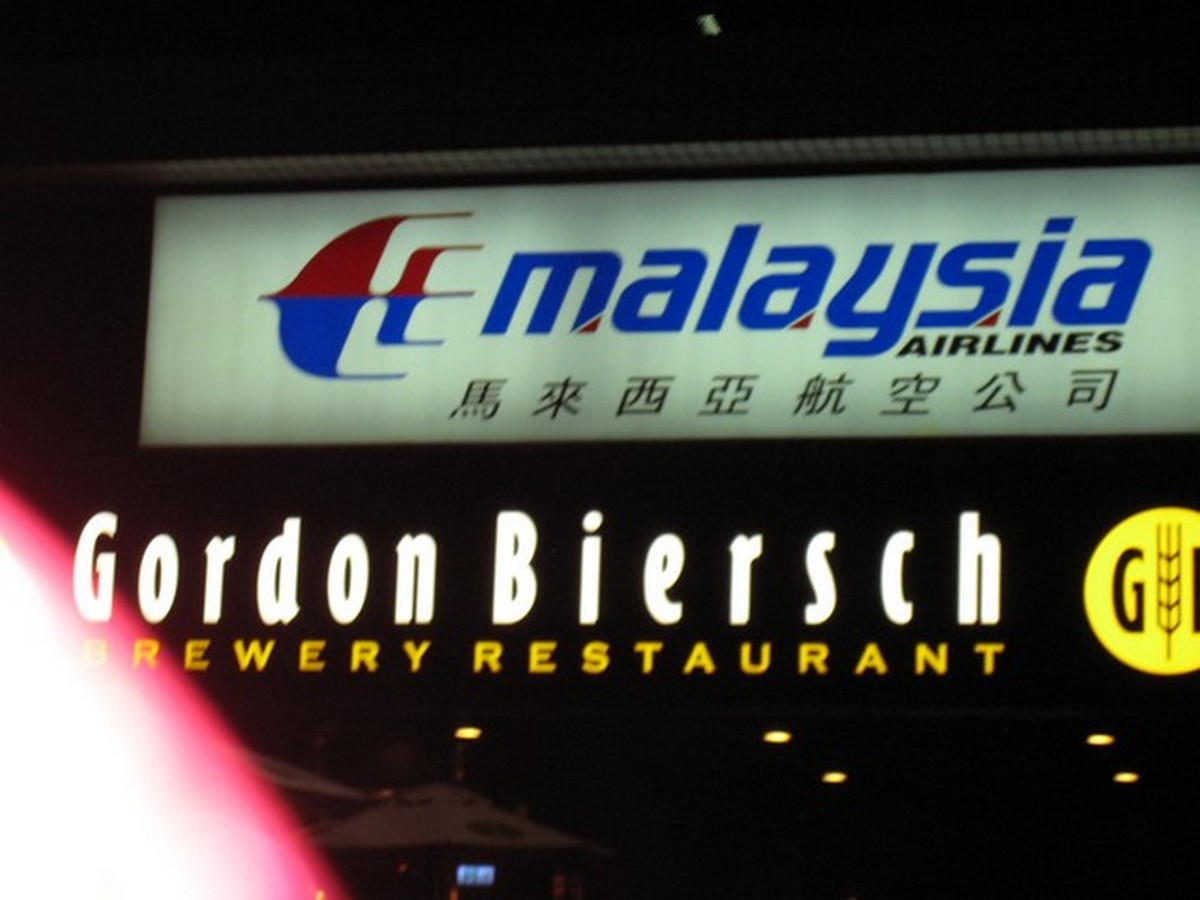 malaysia
AIRLINES
馬來西亞航空公司
Gordon Biersch
BREWERY RESTAURANT
G